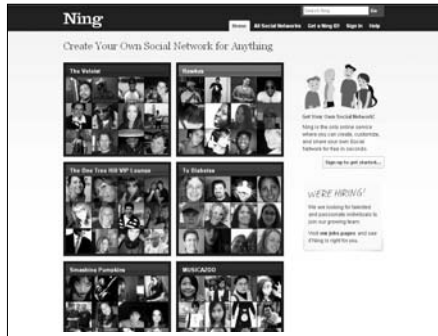 Ning
Search Ning
Go
Home
All Social Networks
Get a Ning ID!
Sign In
Help
Create Your Own Social Network for Anything
The Veloist
The One Tree Hill VIP Lounge
Tu Diabetes
Smashing Pumpkins
Get Your Own Social Network!
Ning is the only online service
where you can create, customize,
and share your own Social
Network for free in seconds.
Sign up to get started...
WE'RE HIRING!
We are looking for talented
and passionate individuals to
join our growing team.
Visit our jobs pages and see
if Ning is right for you.